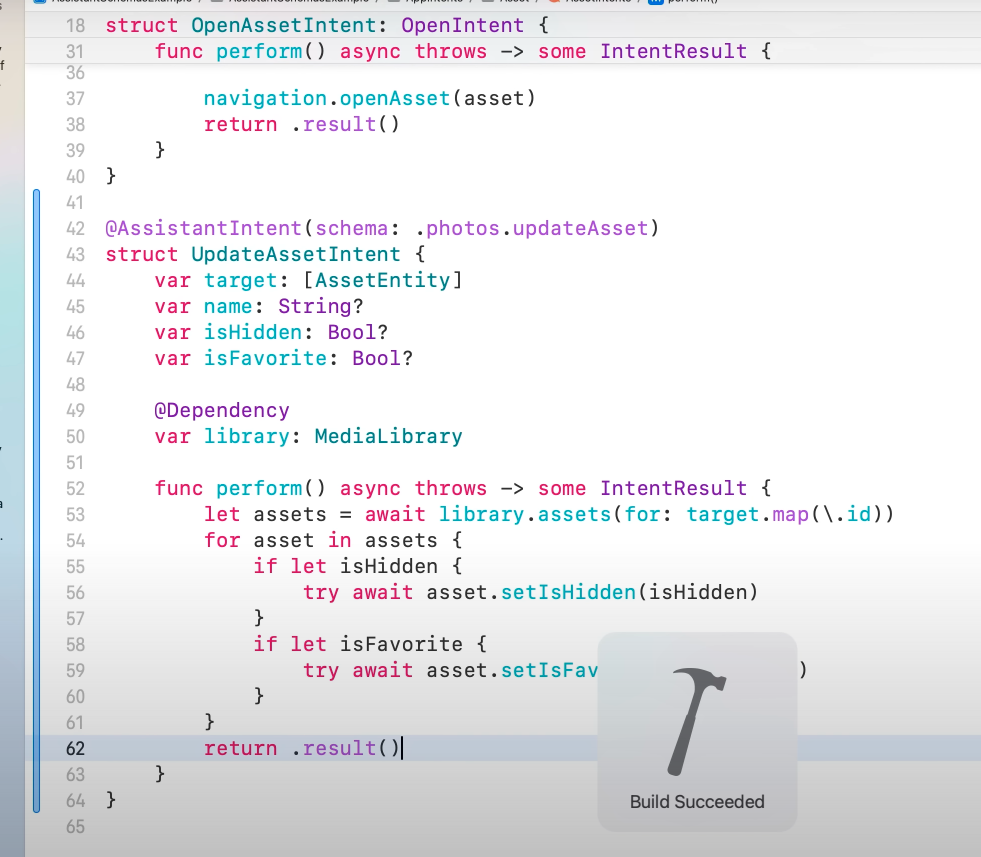 18 struct OpenAssetIntent: OpenIntent {
31 func perform() async throws -> some IntentResult {
36
37 navigation.openAsset(asset)
38 return .result()
39 }
40 }
41
42 @AssistantIntent(schema: .photos.updateAsset)
43 struct UpdateAssetIntent {
44 var target: [AssetEntity]
45 var name: String?
46 var isHidden: Bool?
47 var isFavorite: Bool?
48
49 @Dependency
50 var library: MediaLibrary
51
52 func perform() async throws -> some IntentResult {
53 let assets = await library.assets(for: target.map(\.id))
54 for asset in assets {
55 if let isHidden {
56 try await asset.setIsHidden(isHidden)
57 }
58 if let isFavorite {
59 try await asset.setIsFav )
60 }
61 }
62 return .result()
63 }
64 }
65
Build Succeeded